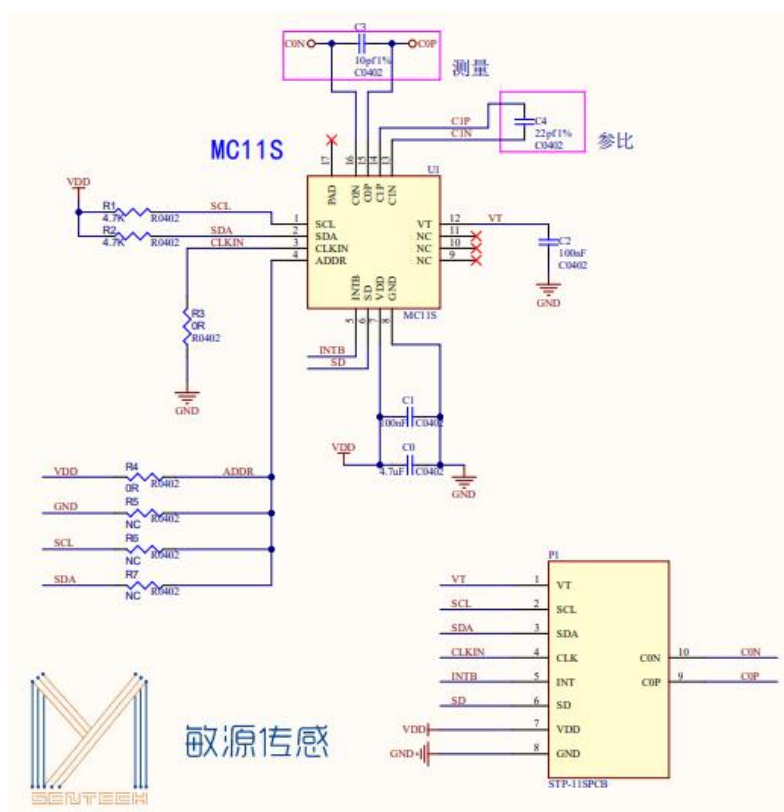 C3
C0N
C0P
10pf1%
C0402
测量
C1P
C1N
C4
22pf1%
C0402
参比
MC11S
17
16
15
14
13
U1
PAD
C0N
C0P
C1P
C1N
VDD
R1
4.7K
R0402
SCL
1
SCL
R2
4.7K
R0402
SDA
2
SDA
CLKIN
3
CLKIN
4
ADDR
VT
12
VT
NC
11
NC
10
NC
9
C2
100nF
C0402
GND
INTB
SD
VDD
GND
MC11S
5
6
7
8
R3
0R
R0402
GND
INTB
SD
C1
100nF
C0402
VDD
C0
4.7uF
C0402
GND
VDD
R4
0R
R0402
ADDR
GND
R5
NC
R0402
SCL
R6
NC
R0402
SDA
R7
NC
R0402
P1
VT
1
VT
SCL
2
SCL
SDA
3
SDA
CLKIN
4
CLK
C0N
10
C0N
INTB
5
INT
C0P
9
C0P
SD
6
SD
VDD
7
VDD
GND
8
GND
STP-11SPCB
敏源传感
SENTECH